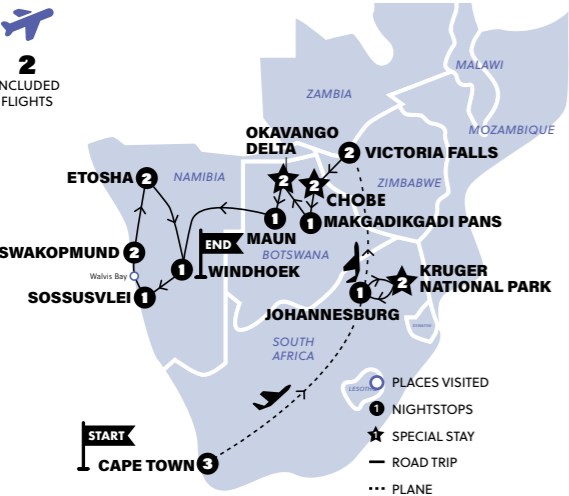 2
INCLUDED
FLIGHTS
MALAWI
ZAMBIA
MOZAMBIQUE
OKAVANGO
DELTA
2
VICTORIA FALLS
ETOSHA
2
NAMIBIA
2
2
ZIMBABWE
CHOBE
1
MAKGADIKGADI PANS
1
MAUN
END
BOTSWANA
SWAKOPMUND
2
WINDHOEK
1
Walvis Bay
KRUGER
NATIONAL PARK
2
SOSSUSVLEI
1
1
JOHANNESBURG
SOUTH
AFRICA
LESOTHO
PLACES VISITED
1
NIGHTSTOPS
1
SPECIAL STAY
START
ROAD TRIP
CAPE TOWN
3
PLANE